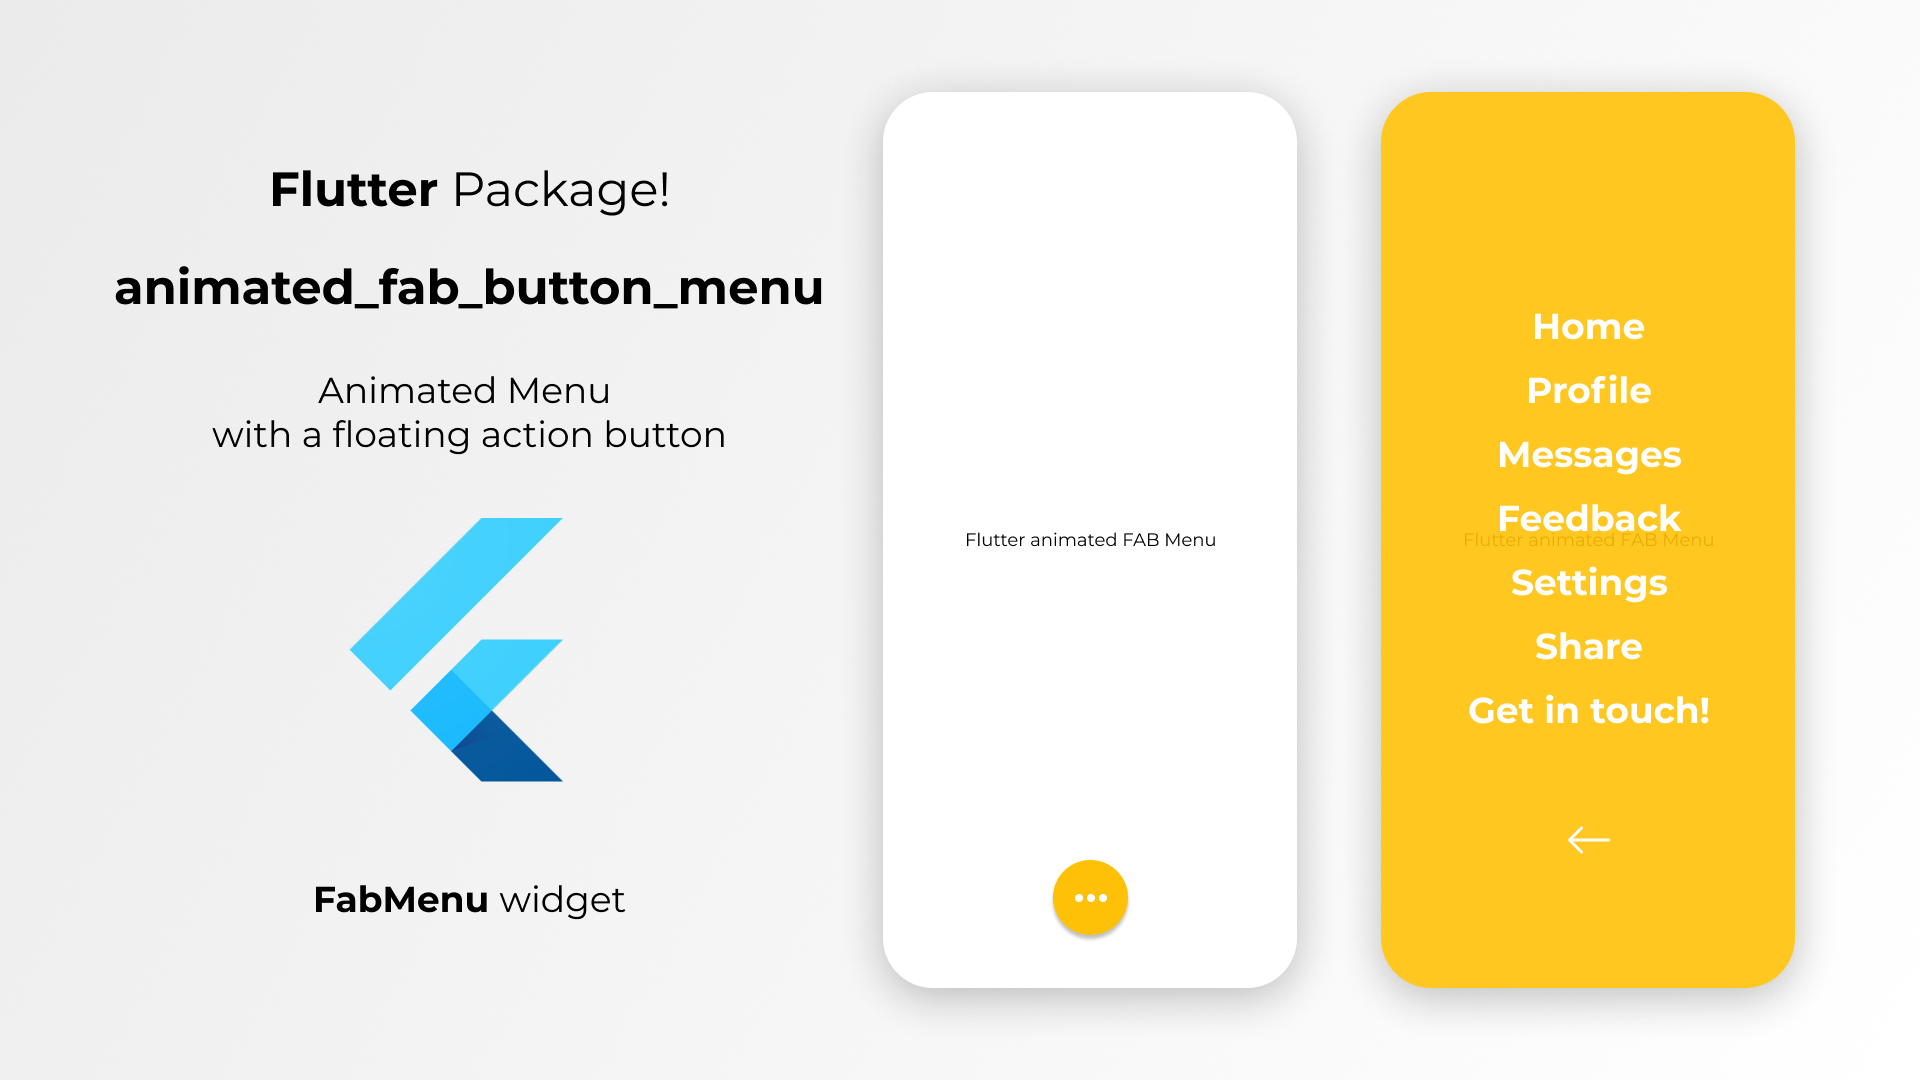 Flutter Package!
animated_fab_button_menu
Animated Menu
with a floating action button
FabMenu widget
Flutter animated FAB Menu
Home
Profile
Messages
Feedback
Flutter animated FAB Menu
Settings
Share
Get in touch!